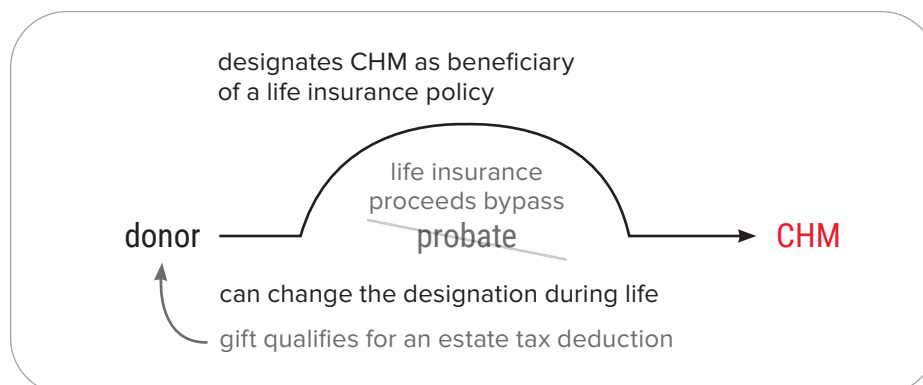 designates CHM as beneficiary
of a life insurance policy
life insurance
proceeds bypass
donor probate CHM
can change the designation during life
gift qualifies for an estate tax deduction